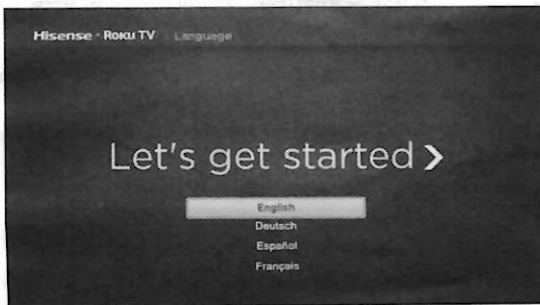 Hisense · Roku TV | Language
Let's get started >
English
Deutsch
Español
Français